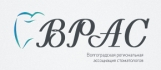 ВРАС
Волгоградская региональная
ассоциация стоматологов